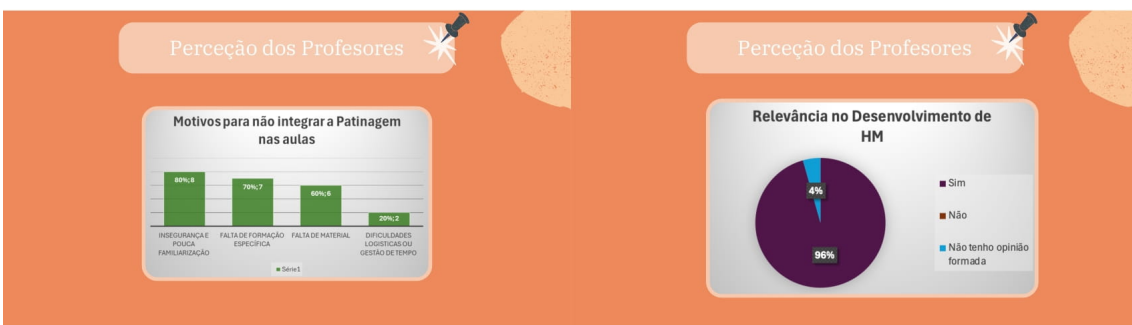 Perceção dos Profesores
Motivos para não integrar a Patinagem
nas aulas
80%; 8
70%; 7
60%; 6
20%; 2
INSEGURANÇA E
POUCA
FAMILIARIZAÇÃO
FALTA DE FORMAÇÃO
ESPECÍFICA
FALTA DE MATERIAL
DIFICULDADES
LOGISTICAS OU
GESTÃO DE TEMPO
Série1
Perceção dos Profesores
Relevância no Desenvolvimento de
HM
4%
96%
Sim
Não
Não tenho opinião
formada